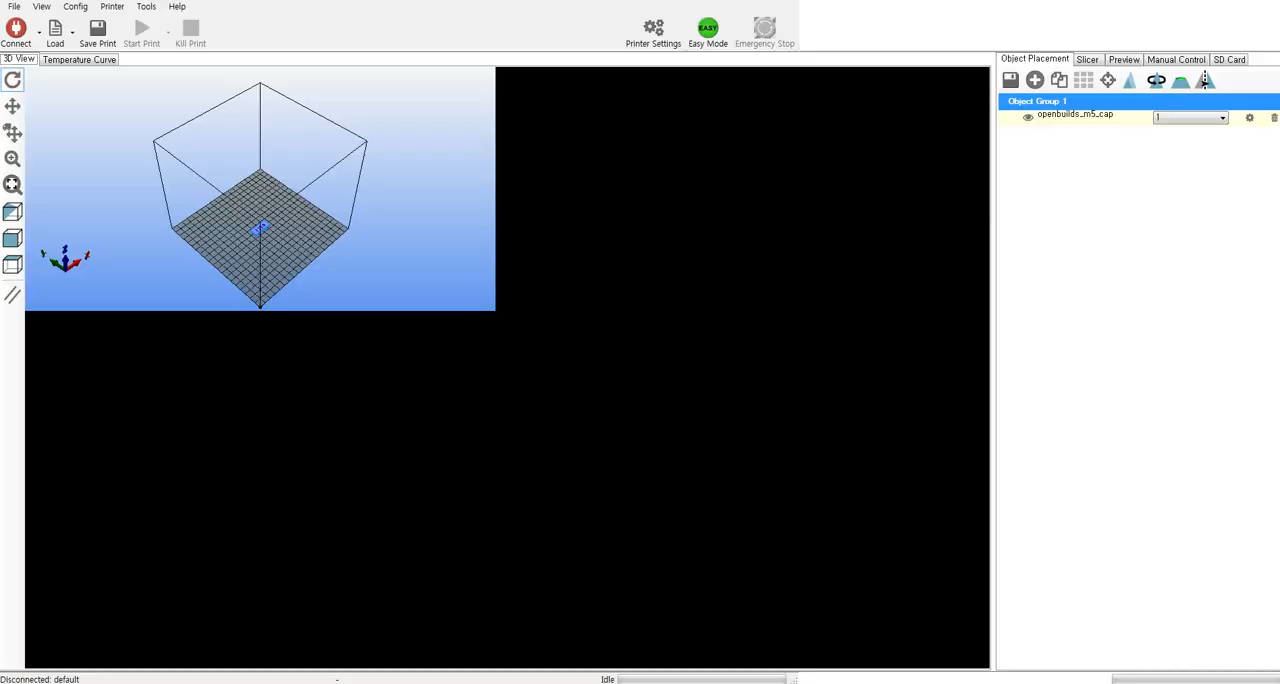 File View Config Printer Tools Help
Connect Load Save Print Start Print Kill Print Printer Settings EASY Easy Mode Emergency Stop
3D View Temperature Curve
Object Placement Slicer Preview Manual Control SD Card
Object Group 1
openbuilds_m5_cap 1
Disconnected: default - Idle